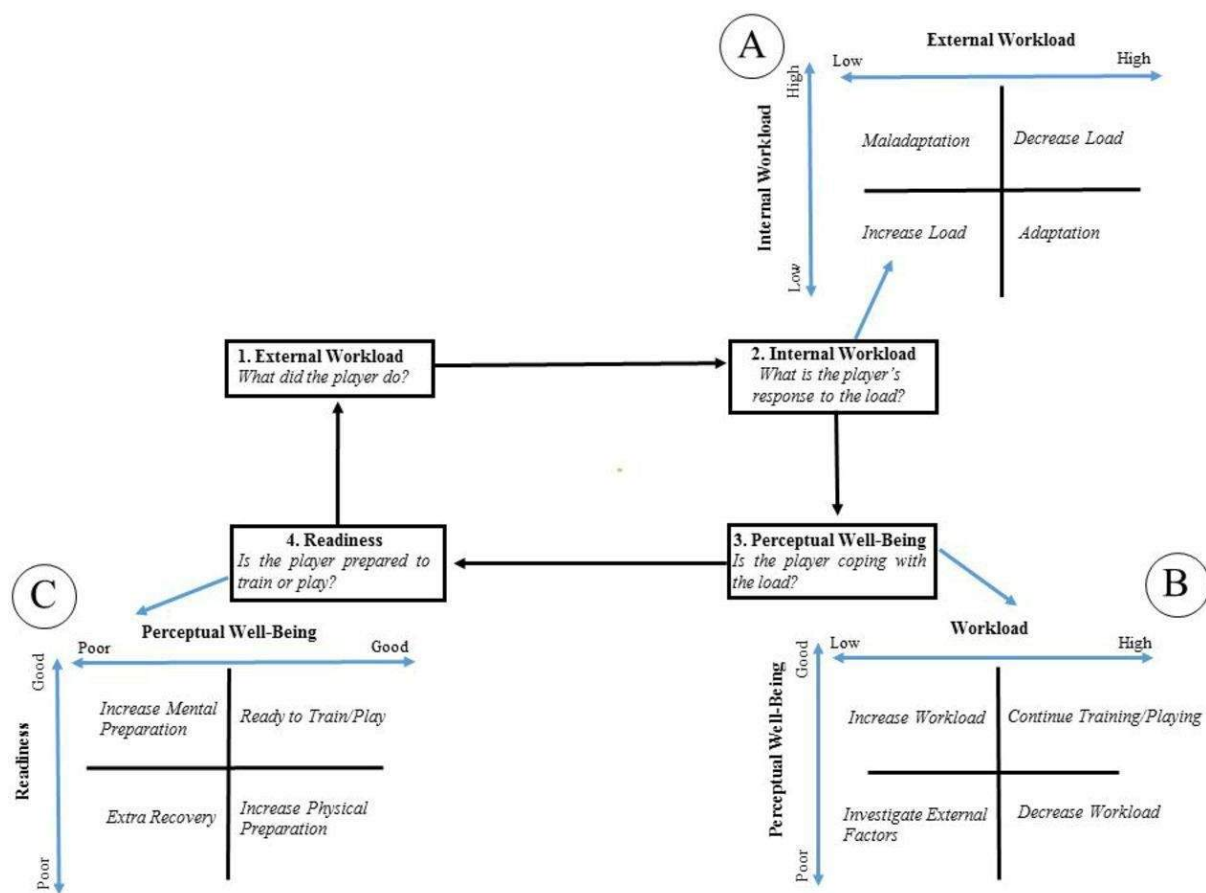 A
External Workload
Low
High
Internal Workload
High
Low
Maladaptation
Decrease Load
Increase Load
Adaptation
1. External Workload
What did the player do?
2. Internal Workload
What is the player’s
response to the load?
4. Readiness
Is the player prepared to
train or play?
3. Perceptual Well-Being
Is the player coping with
the load?
C
Perceptual Well-Being
Poor
Good
Readiness
Good
Poor
Increase Mental
Preparation
Ready to Train/Play
Extra Recovery
Increase Physical
Preparation
B
Workload
Low
High
Perceptual Well-Being
Good
Poor
Increase Workload
Continue Training/Playing
Investigate External
Factors
Decrease Workload